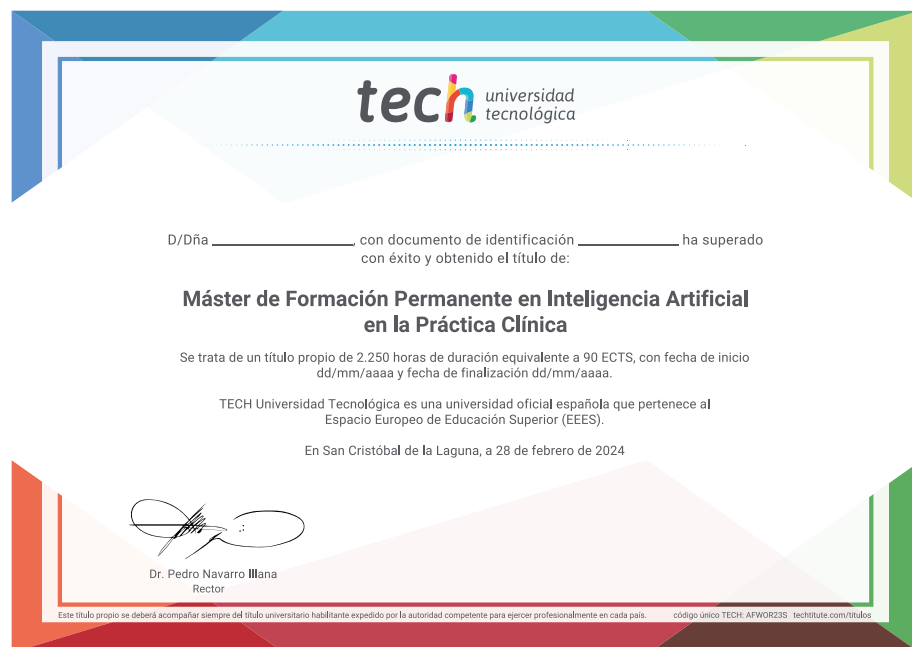 tech universidad
tecnológica
D/Dña ______________, con documento de identificación __________ ha superado
con éxito y obtenido el título de:
Máster de Formación Permanente en Inteligencia Artificial
en la Práctica Clínica
Se trata de un título propio de 2.250 horas de duración equivalente a 90 ECTS, con fecha de inicio
dd/mm/aaaa y fecha de finalización dd/mm/aaaa.
TECH Universidad Tecnológica es una universidad oficial española que pertenece al
Espacio Europeo de Educación Superior (EEES).
En San Cristóbal de la Laguna, a 28 de febrero de 2024
Dr. Pedro Navarro Illana
Rector
Este título propio se deberá acompañar siempre del título universitario habilitante expedido por la autoridad competente para ejercer profesionalmente en cada país. código único TECH: AFWOR23S techtitute.com/titulos